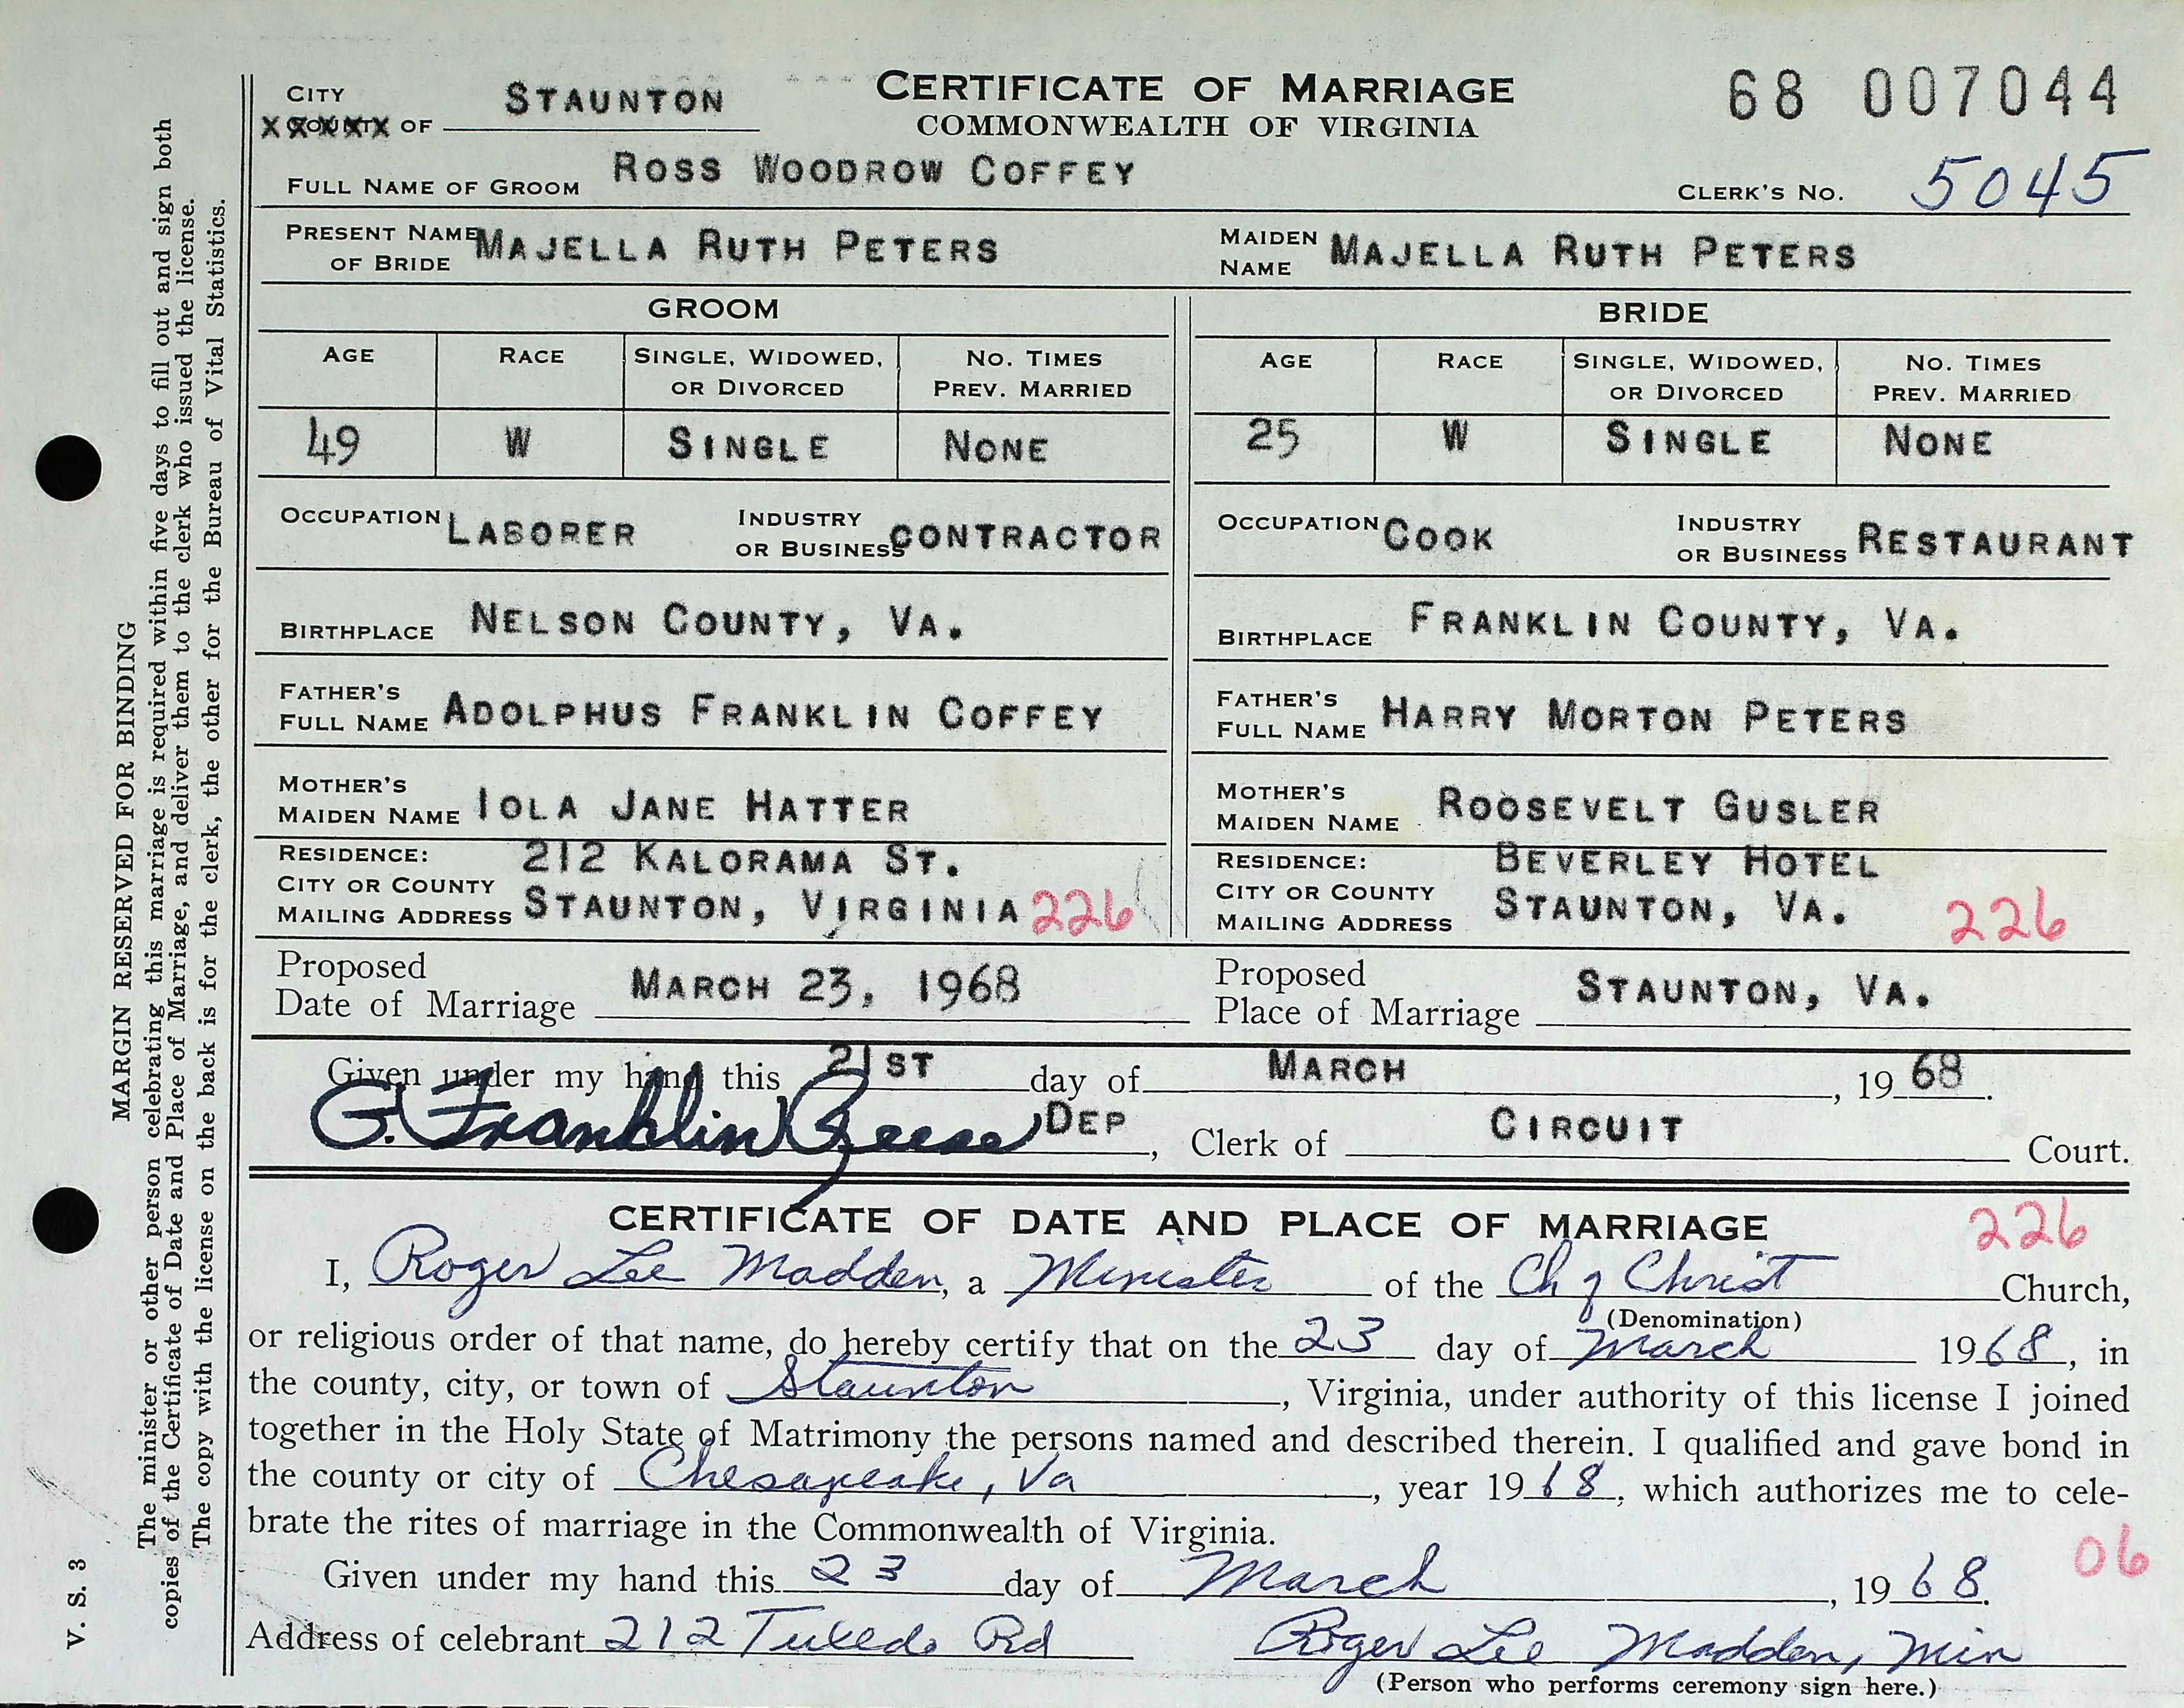 CITY
XXXXXX OF STAUNTON
CERTIFICATE OF MARRIAGE
COMMONWEALTH OF VIRGINIA
68 007044
FULL NAME OF GROOM ROSS WOODROW COFFEY
CLERK'S NO. 5045
PRESENT NAME OF BRIDE MAJELLA RUTH PETERS
MAIDEN NAME MAJELLA RUTH PETERS
GROOM
BRIDE
AGE RACE SINGLE, WIDOWED, OR DIVORCED NO. TIMES PREV. MARRIED
AGE RACE SINGLE, WIDOWED, OR DIVORCED NO. TIMES PREV. MARRIED
49 W SINGLE NONE
25 W SINGLE NONE
OCCUPATION LABORER INDUSTRY OR BUSINESS CONTRACTOR
OCCUPATION COOK INDUSTRY OR BUSINESS RESTAURANT
BIRTHPLACE NELSON COUNTY, VA.
BIRTHPLACE FRANKLIN COUNTY, VA.
FATHER'S FULL NAME ADOLPHUS FRANKLIN COFFEY
FATHER'S FULL NAME HARRY MORTON PETERS
MOTHER'S MAIDEN NAME IOLA JANE HATTER
MOTHER'S MAIDEN NAME ROOSEVELT GUSLER
RESIDENCE: 212 KALORAMA ST.
CITY OR COUNTY
MAILING ADDRESS STAUNTON, VIRGINIA 226
RESIDENCE: BEVERLEY HOTEL
CITY OR COUNTY
MAILING ADDRESS STAUNTON, VA. 226
Proposed Date of Marriage MARCH 23, 1968
Proposed Place of Marriage STAUNTON, VA.
Given under my hand this 21ST day of MARCH, 1968.
G. Franklin Reese DEP, Clerk of CIRCUIT Court.
CERTIFICATE OF DATE AND PLACE OF MARRIAGE 226
I, Roger Lee Madden, a Minister of the Ch of Christ Church,
(Denomination)
or religious order of that name, do hereby certify that on the 23 day of March 1968, in
the county, city, or town of Staunton, Virginia, under authority of this license I joined
together in the Holy State of Matrimony the persons named and described therein. I qualified and gave bond in
the county or city of Chesapeake, Va, year 1968, which authorizes me to cele-
brate the rites of marriage in the Commonwealth of Virginia.
06
Given under my hand this 23 day of March, 1968.
Address of celebrant 212 Tuxedo Rd Roger Lee Madden, Min
(Person who performs ceremony sign here.)
MARGIN RESERVED FOR BINDING
The minister or other person celebrating this marriage is required within five days to fill out and sign both
copies of the Certificate of Date and Place of Marriage, and deliver them to the clerk who issued the license.
The copy with the license on the back is for the clerk, the other for the Bureau of Vital Statistics.
V. S. 3